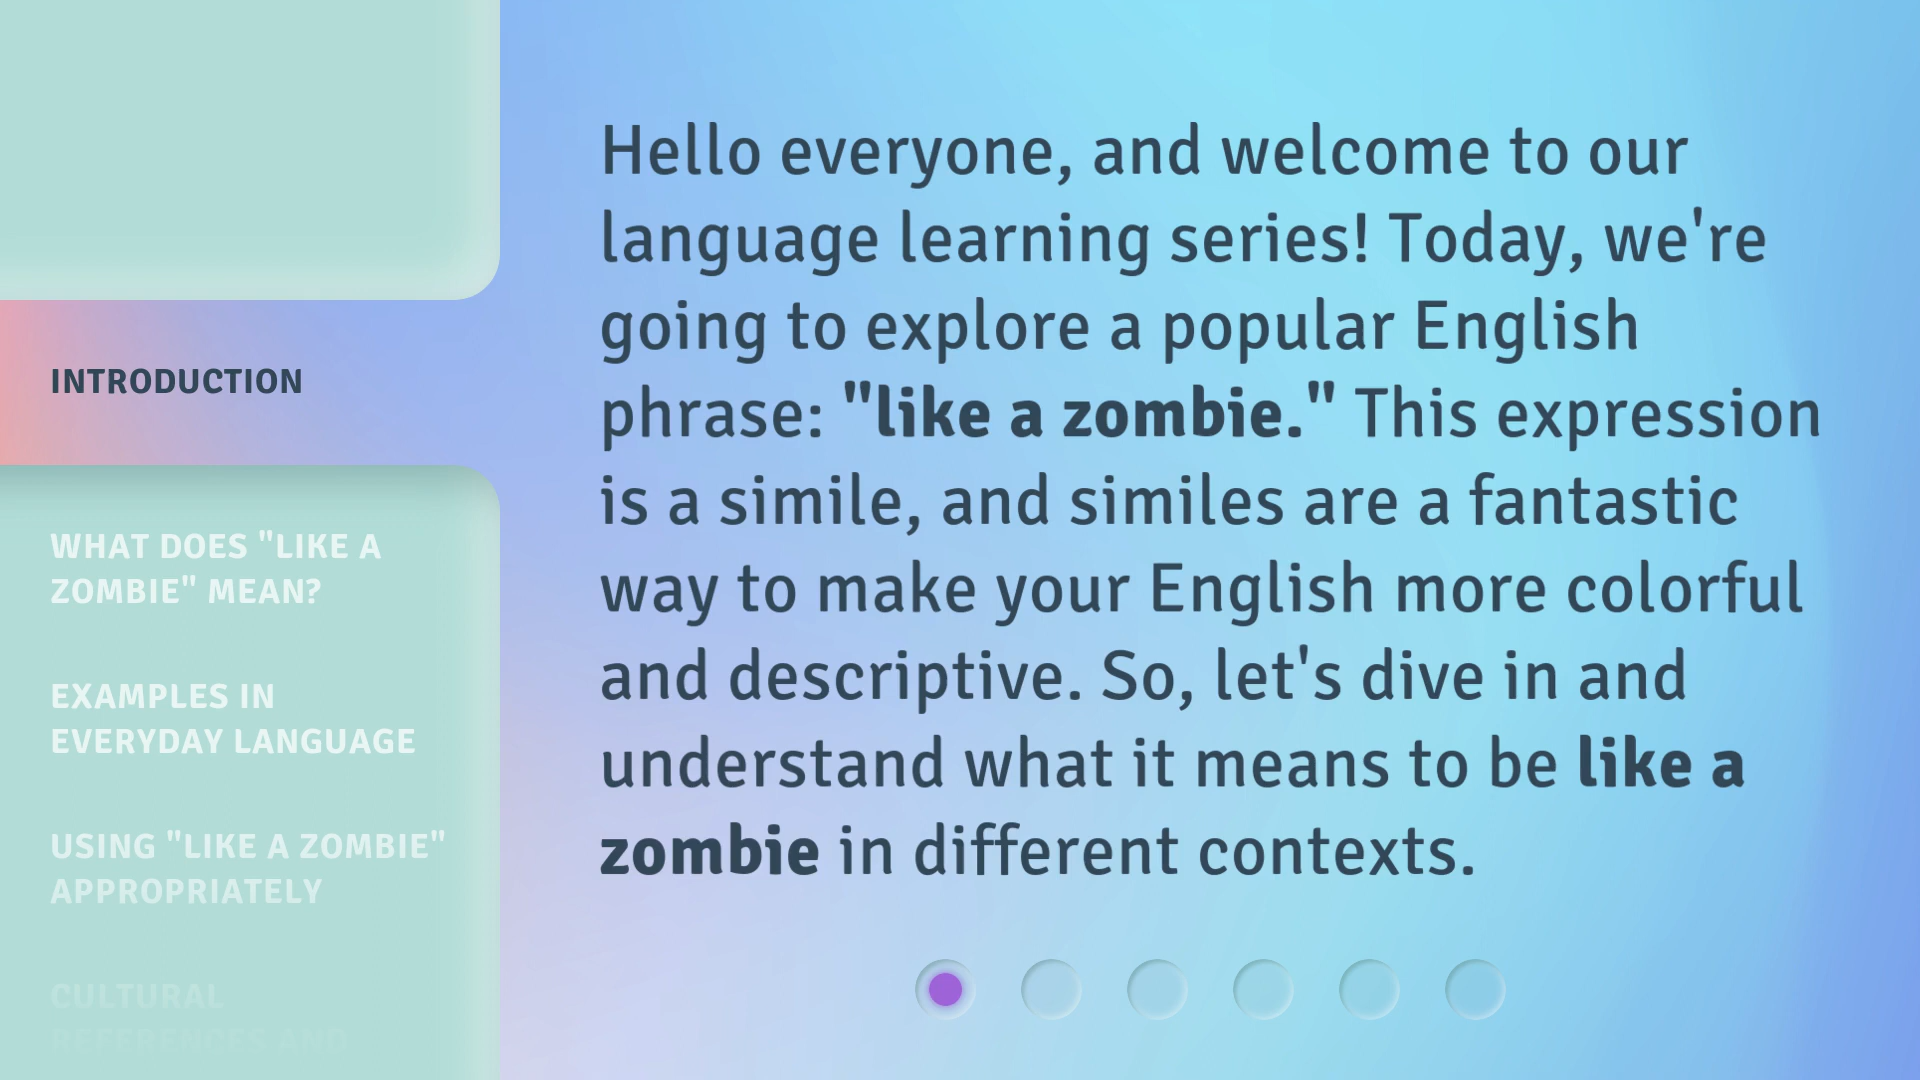 INTRODUCTION
WHAT DOES "LIKE A
ZOMBIE" MEAN?
EXAMPLES IN
EVERYDAY LANGUAGE
USING "LIKE A ZOMBIE"
APPROPRIATELY
CULTURAL
REFERENCES AND
Hello everyone, and welcome to our
language learning series! Today, we're
going to explore a popular English
phrase: "like a zombie." This expression
is a simile, and similes are a fantastic
way to make your English more colorful
and descriptive. So, let's dive in and
understand what it means to be like a
zombie in different contexts.